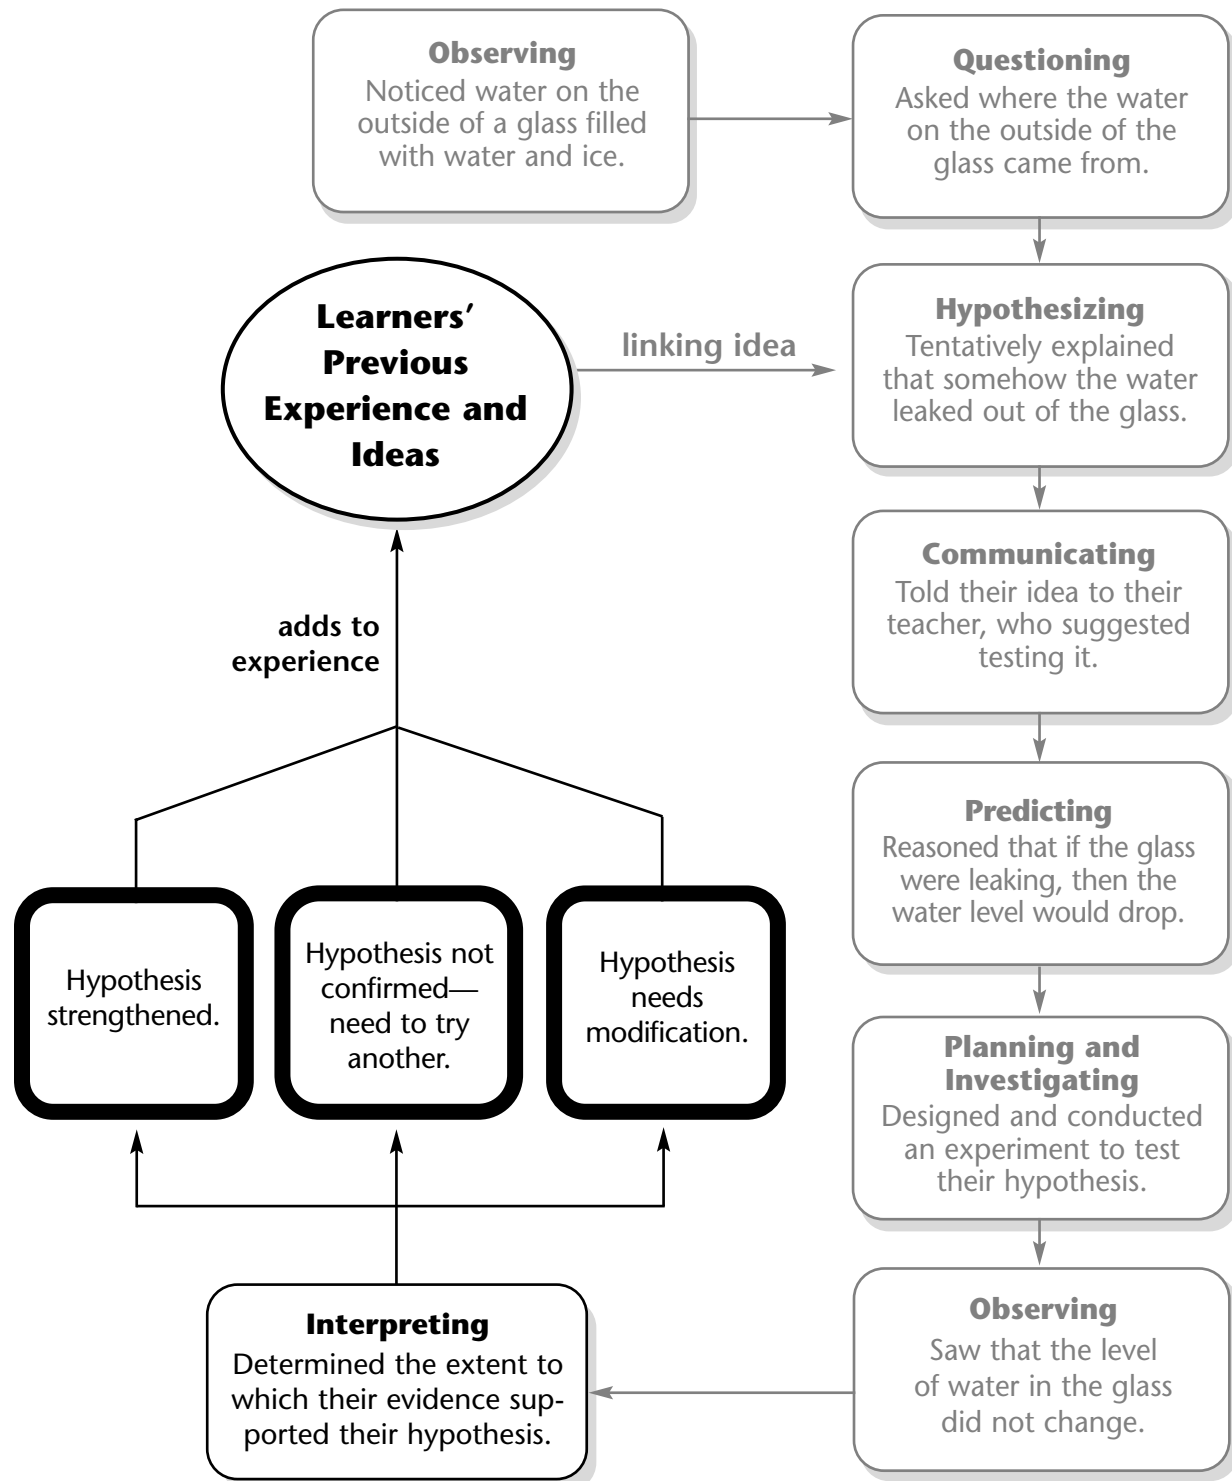 Observing
Noticed water on the
outside of a glass filled
with water and ice.
Questioning
Asked where the water
on the outside of the
glass came from.
Learners’
Previous
Experience and
Ideas
linking idea
Hypothesizing
Tentatively explained
that somehow the water
leaked out of the glass.
Communicating
Told their idea to their
teacher, who suggested
testing it.
Predicting
Reasoned that if the glass
were leaking, then the
water level would drop.
Planning and
Investigating
Designed and conducted
an experiment to test
their hypothesis.
Observing
Saw that the level
of water in the glass
did not change.
Interpreting
Determined the extent to
which their evidence sup-
ported their hypothesis.
Hypothesis
strengthened.
Hypothesis not
confirmed—
need to try
another.
Hypothesis
needs
modification.
adds to
experience